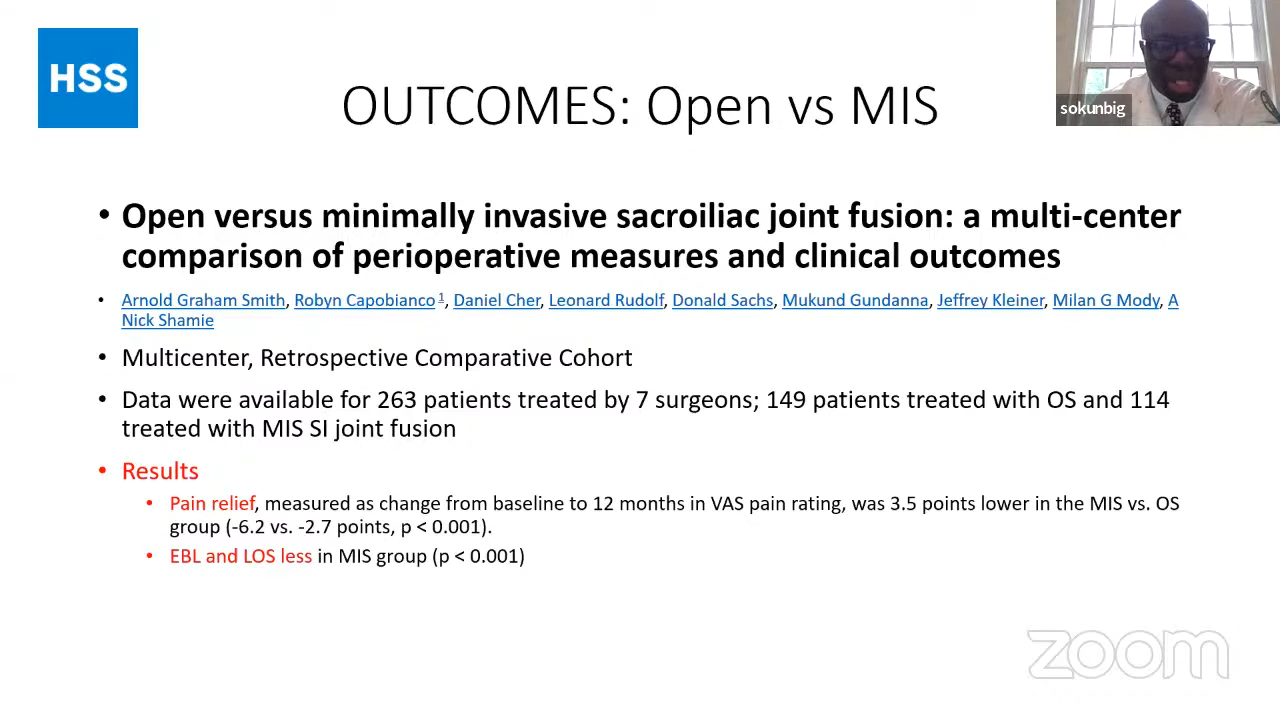 HSS
OUTCOMES: Open vs MIS
sokunbig
• Open versus minimally invasive sacroiliac joint fusion: a multi-center
comparison of perioperative measures and clinical outcomes
• Arnold Graham Smith, Robyn Capobianco 1, Daniel Cher, Leonard Rudolf, Donald Sachs, Mukund Gundanna, Jeffrey Kleiner, Milan G Mody, A
Nick Shamie
• Multicenter, Retrospective Comparative Cohort
• Data were available for 263 patients treated by 7 surgeons; 149 patients treated with OS and 114
treated with MIS SI joint fusion
• Results
• Pain relief, measured as change from baseline to 12 months in VAS pain rating, was 3.5 points lower in the MIS vs. OS
group (-6.2 vs. -2.7 points, p < 0.001).
• EBL and LOS less in MIS group (p < 0.001)
zoom